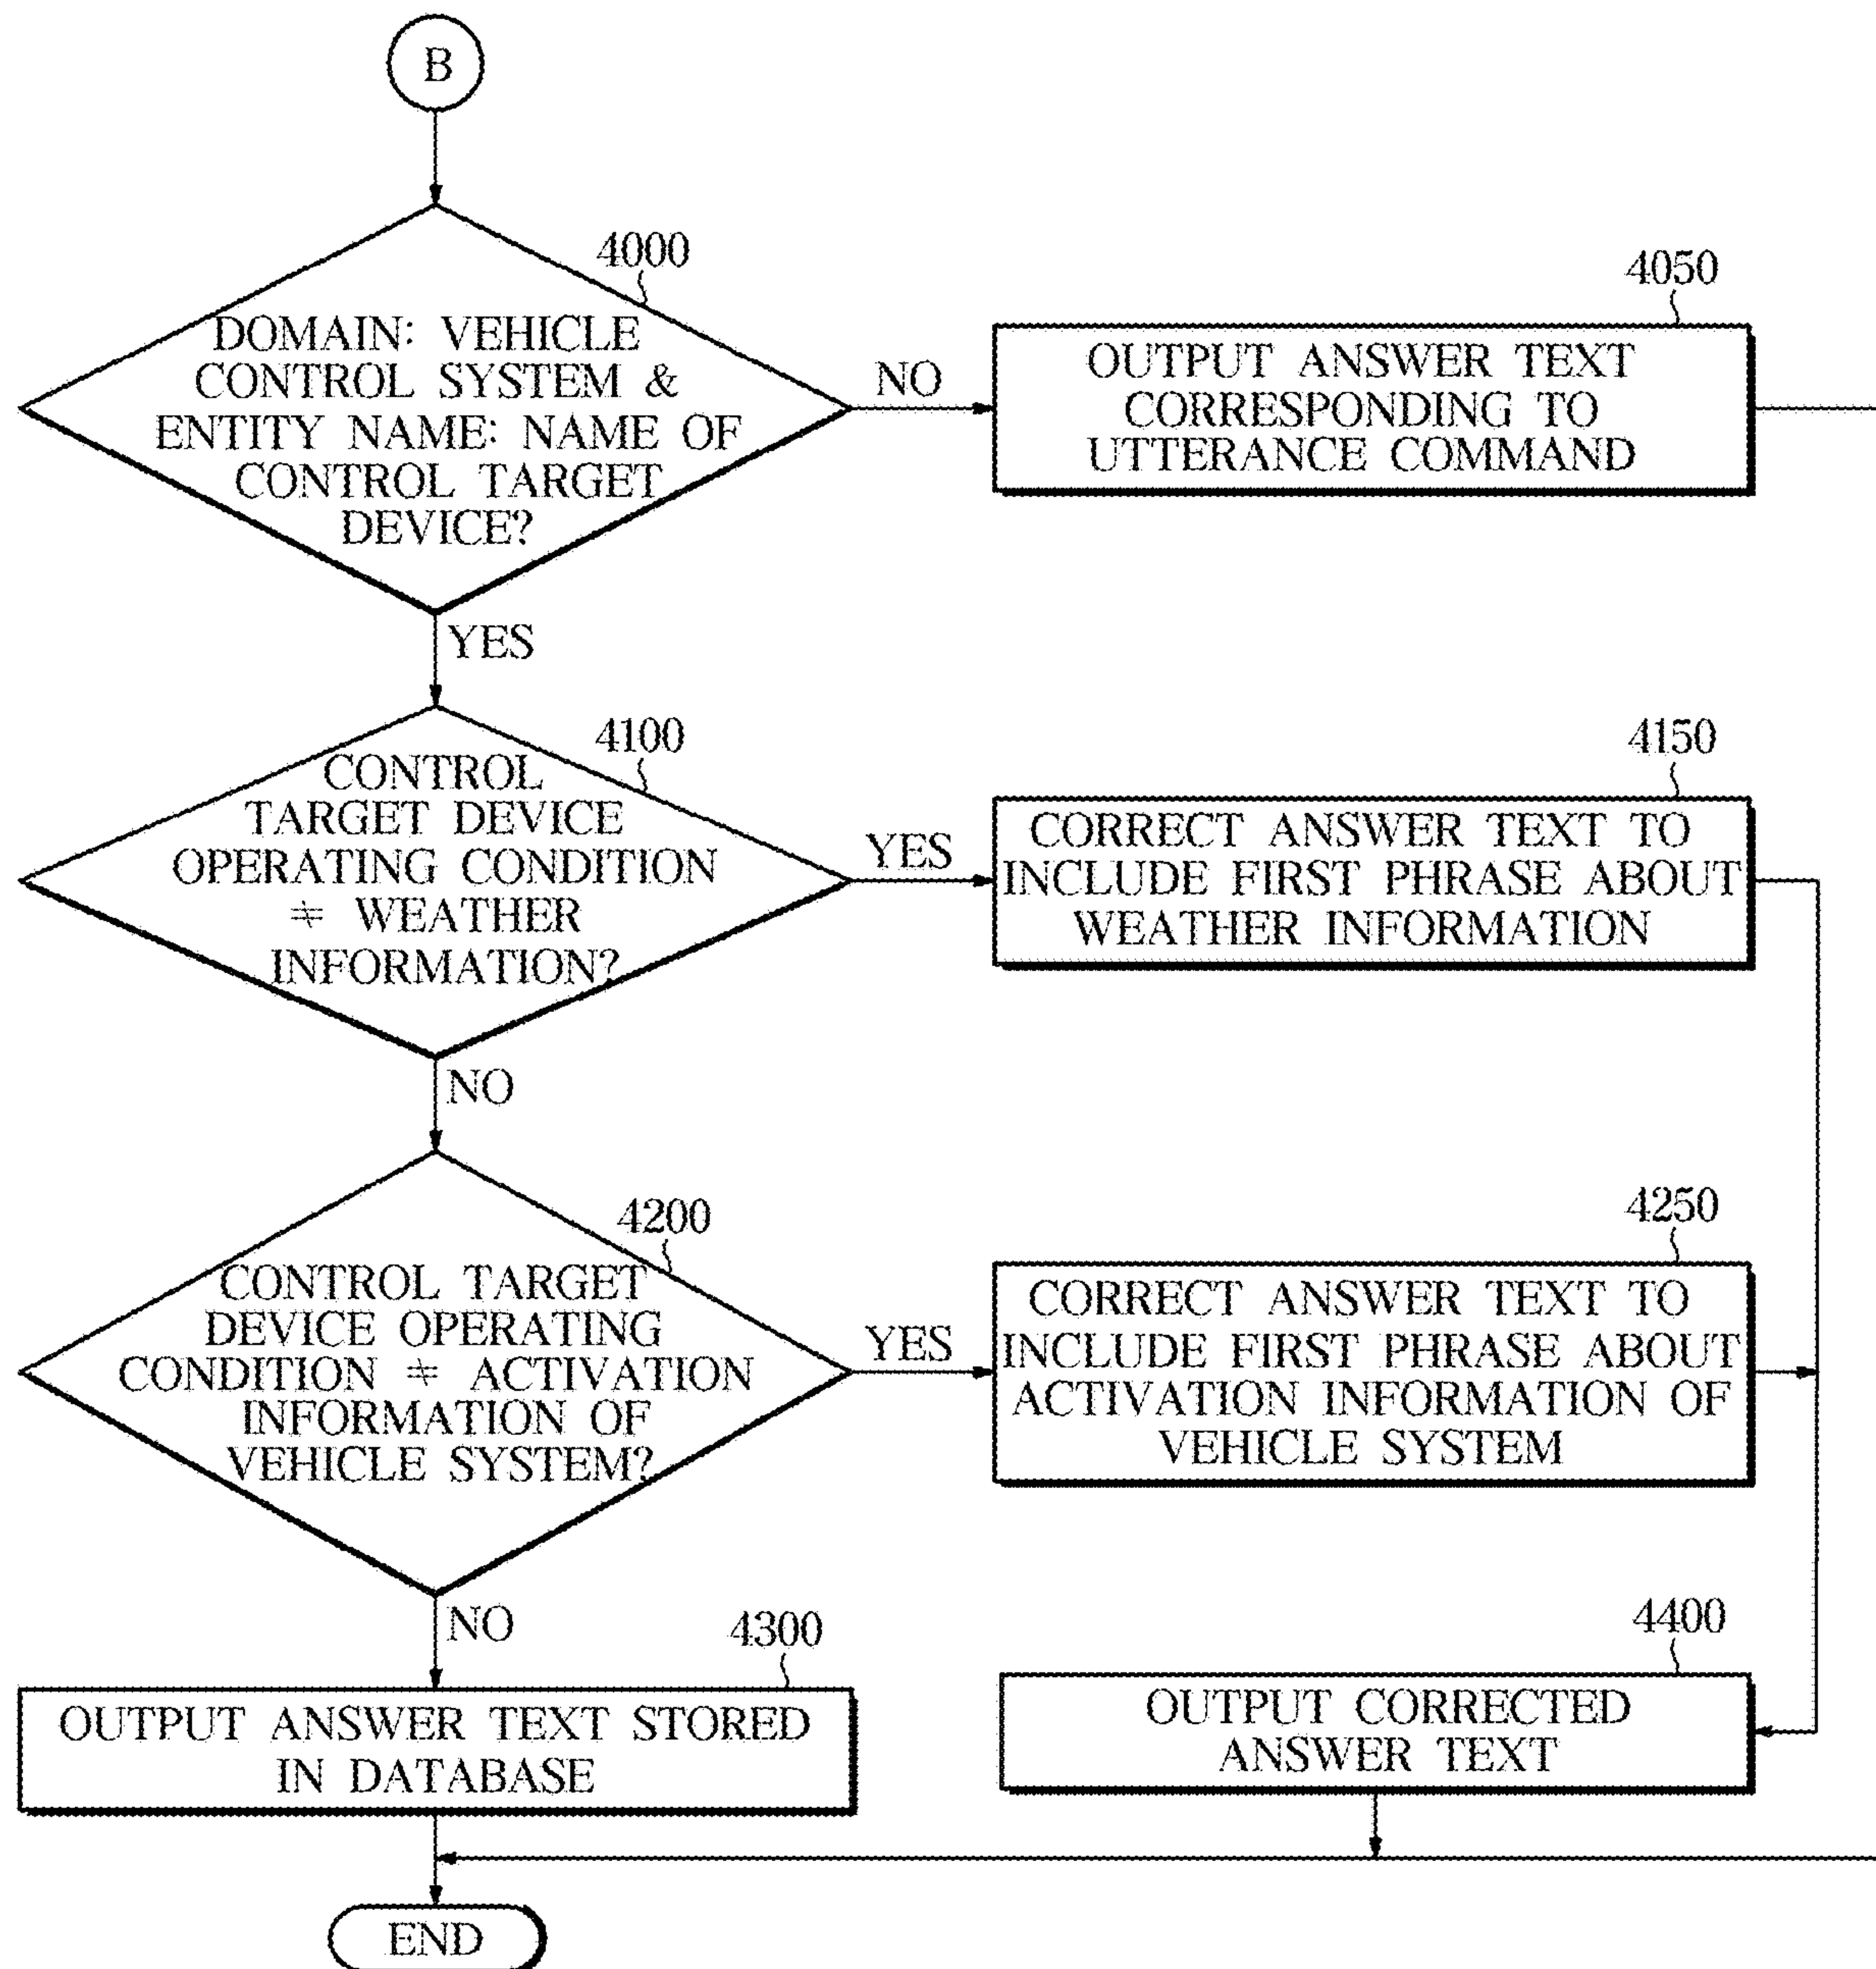 B
4000
DOMAIN: VEHICLE
CONTROL SYSTEM &
ENTITY NAME: NAME OF
CONTROL TARGET
DEVICE?
NO
4050
OUTPUT ANSWER TEXT
CORRESPONDING TO
UTTERANCE COMMAND
YES
4100
CONTROL
TARGET DEVICE
OPERATING CONDITION
≠ WEATHER
INFORMATION?
YES
4150
CORRECT ANSWER TEXT TO
INCLUDE FIRST PHRASE ABOUT
WEATHER INFORMATION
NO
4200
CONTROL TARGET
DEVICE OPERATING
CONDITION ≠ ACTIVATION
INFORMATION OF
VEHICLE SYSTEM?
YES
4250
CORRECT ANSWER TEXT TO
INCLUDE FIRST PHRASE ABOUT
ACTIVATION INFORMATION OF
VEHICLE SYSTEM
NO
4300
OUTPUT ANSWER TEXT STORED
IN DATABASE
4400
OUTPUT CORRECTED
ANSWER TEXT
END